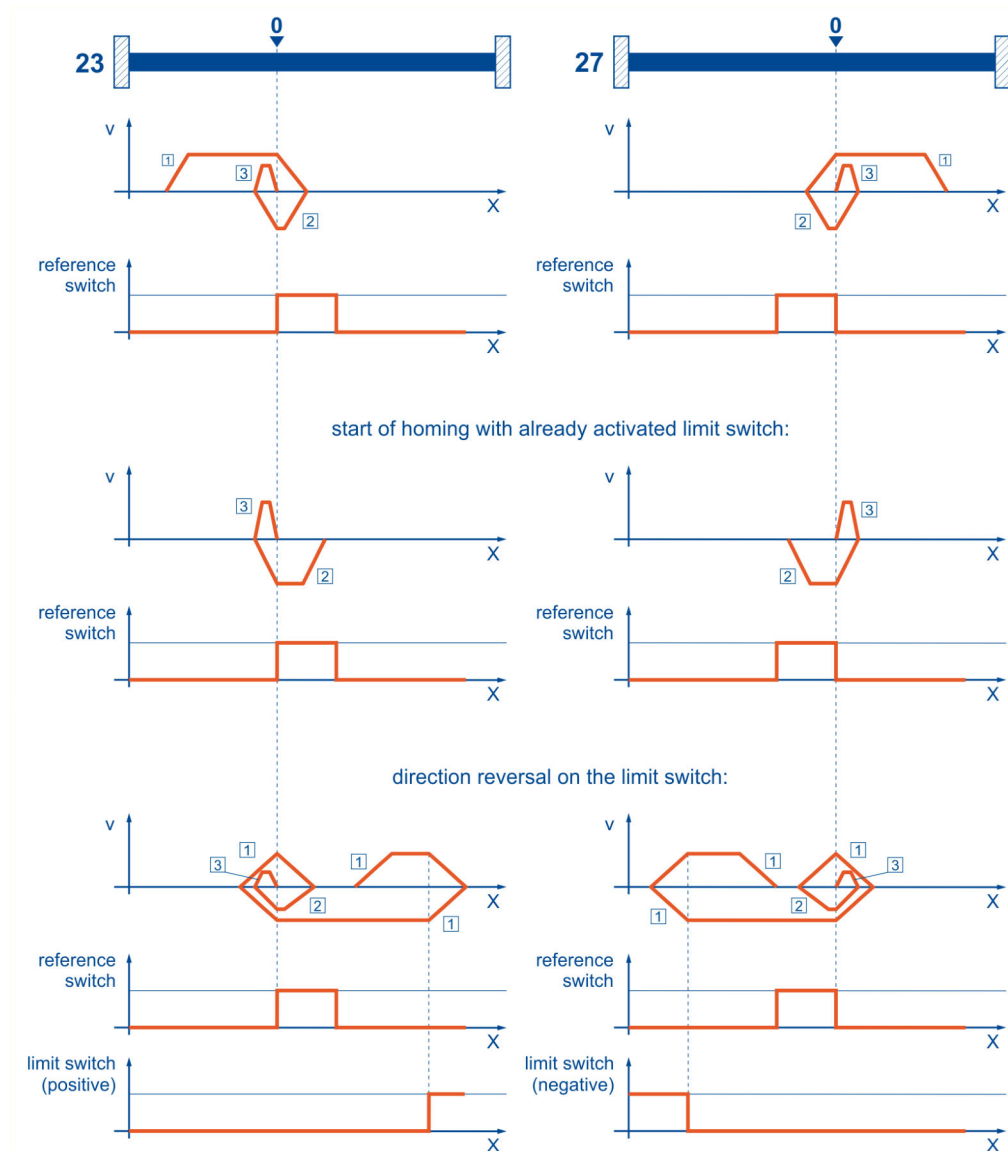 0
0
23
27
v
1
3
X
2
v
3
1
X
2
reference
switch
X
reference
switch
X
start of homing with already activated limit switch:
v
3
X
2
v
3
X
2
reference
switch
X
reference
switch
X
direction reversal on the limit switch:
v
1
3
1
X
2
1
v
1
1
3
X
2
1
reference
switch
X
reference
switch
X
limit switch
(positive)
X
limit switch
(negative)
X